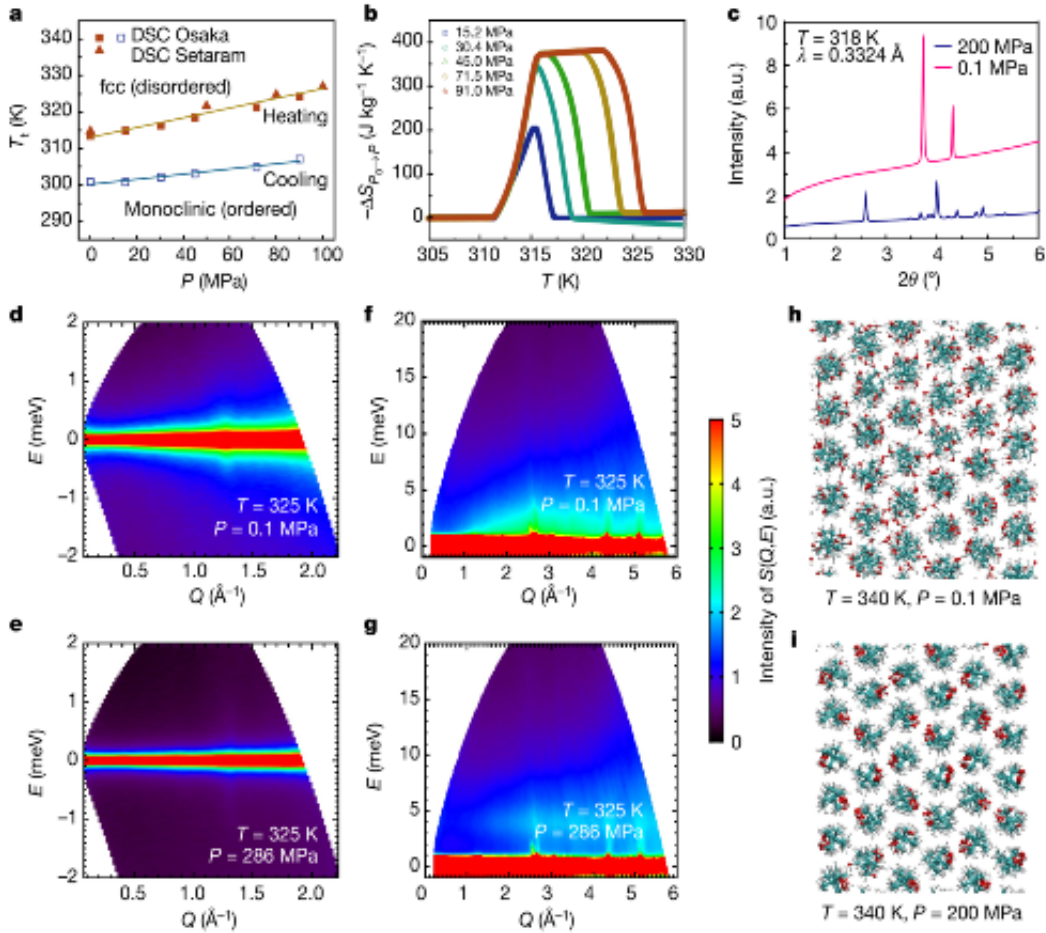 a
DSC Osaka
DSC Setaram
fcc (disordered)
Heating
Cooling
Monoclinic (ordered)
Tt (K)
340
330
320
310
300
290
0 20 40 60 80 100
P (MPa)
b
15.2 MPa
30.4 MPa
45.0 MPa
71.5 MPa
91.0 MPa
−ΔS P0→P (J kg−1 K−1)
400
300
200
100
0
305 310 315 320 325 330
T (K)
c
T = 318 K
λ = 0.3324 Å
200 MPa
0.1 MPa
Intensity (a.u.)
10
8
6
4
2
0
1 2 3 4 5 6
2θ (°)
d
E (meV)
2
1
0
−1
−2
T = 325 K
P = 0.1 MPa
0.5 1.0 1.5 2.0
Q (Å−1)
f
E (meV)
20
15
10
5
0
T = 325 K
P = 0.1 MPa
0 1 2 3 4 5 6
Q (Å−1)
h
T = 340 K, P = 0.1 MPa
5
4
3
2
1
0
Intensity of S(Q,E) (a.u.)
e
E (meV)
2
1
0
−1
−2
T = 325 K
P = 286 MPa
0.5 1.0 1.5 2.0
Q (Å−1)
g
E (meV)
20
15
10
5
0
T = 325 K
P = 286 MPa
0 1 2 3 4 5 6
Q (Å−1)
i
T = 340 K, P = 200 MPa